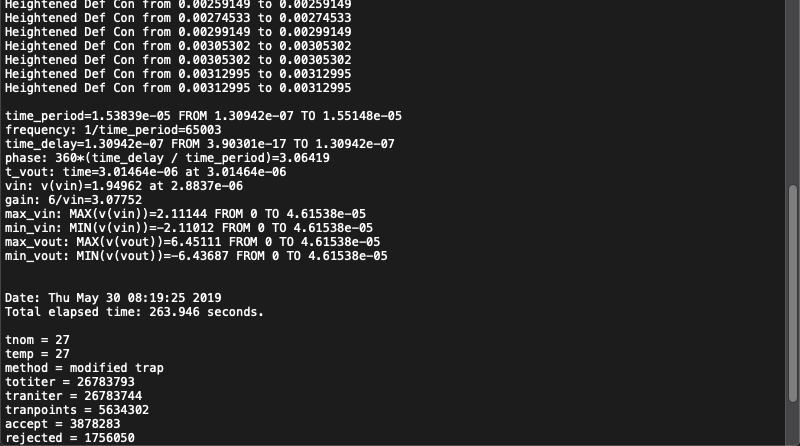 Heightened Def Con from 0.00259149 to 0.00259149
Heightened Def Con from 0.00274533 to 0.00274533
Heightened Def Con from 0.00299149 to 0.00299149
Heightened Def Con from 0.00305302 to 0.00305302
Heightened Def Con from 0.00305302 to 0.00305302
Heightened Def Con from 0.00312995 to 0.00312995
Heightened Def Con from 0.00312995 to 0.00312995
time_period=1.53839e-05 FROM 1.30942e-07 TO 1.55148e-05
frequency: 1/time_period=65003
time_delay=1.30942e-07 FROM 3.90301e-17 TO 1.30942e-07
phase: 360*(time_delay / time_period)=3.06419
t_vout: time=3.01464e-06 at 3.01464e-06
vin: v(vin)=1.94962 at 2.8837e-06
gain: 6/vin=3.07752
max_vin: MAX(v(vin))=2.11144 FROM 0 TO 4.61538e-05
min_vin: MIN(v(vin))=-2.11012 FROM 0 TO 4.61538e-05
max_vout: MAX(v(vout))=6.45111 FROM 0 TO 4.61538e-05
min_vout: MIN(v(vout))=-6.43687 FROM 0 TO 4.61538e-05
Date: Thu May 30 08:19:25 2019
Total elapsed time: 263.946 seconds.
tnom = 27
temp = 27
method = modified trap
totiter = 26783793
traniter = 26783744
tranpoints = 5634302
accept = 3878283
rejected = 1756050